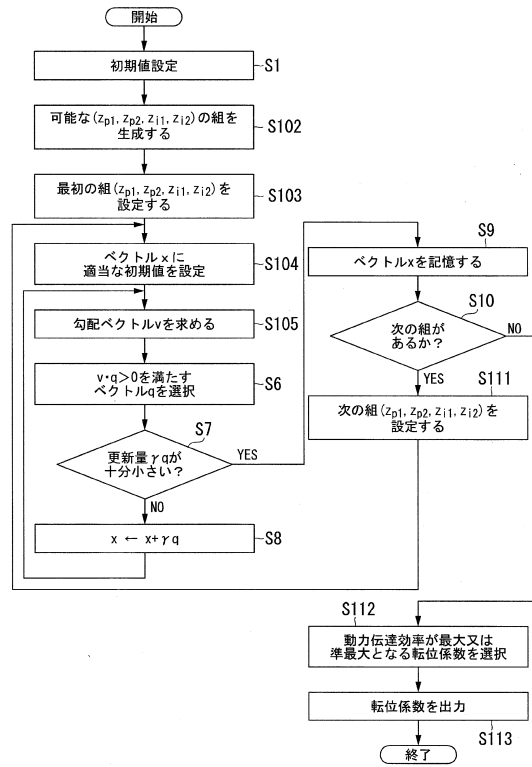 開始
初期値設定
S1
可能な(zp1, zp2, zi1, zi2)の組を
生成する
S102
最初の組(zp1, zp2, zi1, zi2)を
設定する
S103
ベクトルxに
適当な初期値を設定
S104
勾配ベクトルvを求める
S105
v・q>0を満たす
ベクトルqを選択
S6
S7
更新量γqが
十分小さい?
YES
NO
x ← x+γq
S8
S9
ベクトルxを記憶する
S10
次の組が
あるか?
NO
YES
S111
次の組(zp1, zp2, zi1, zi2)を
設定する
S112
動力伝達効率が最大又は
準最大となる転位係数を選択
転位係数を出力
S113
終了